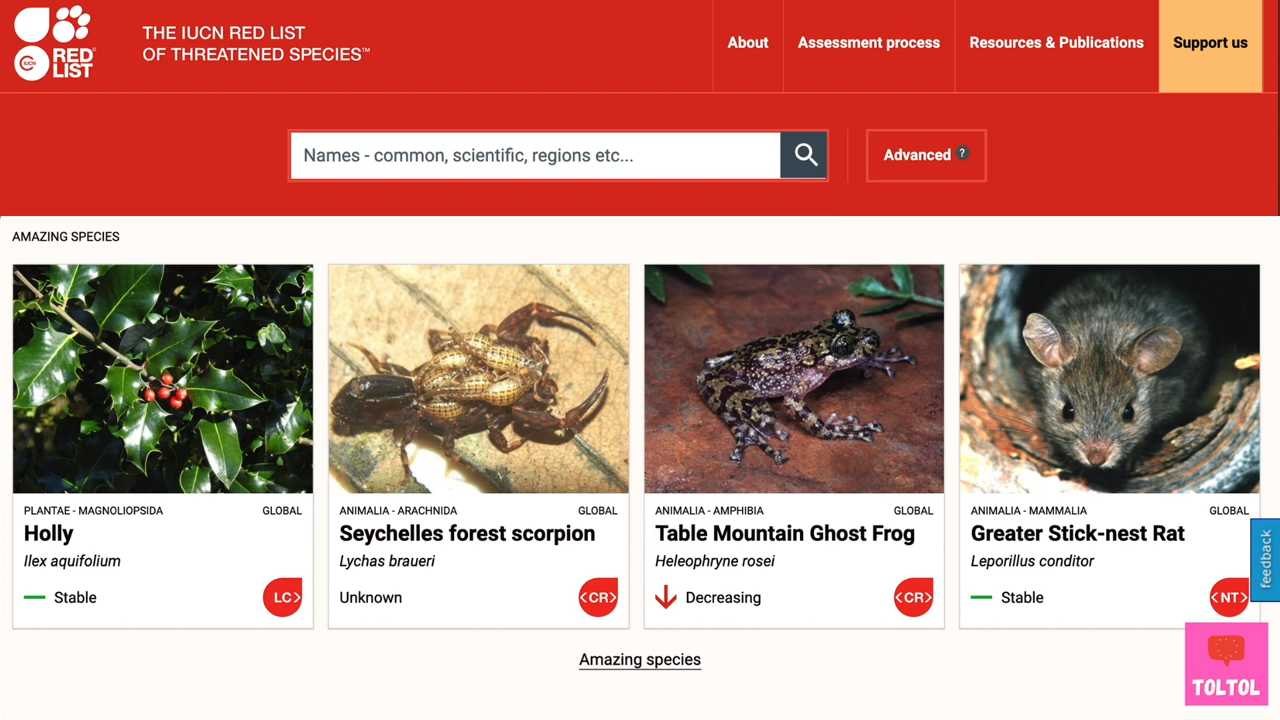 IUCN
RED
LIST
THE IUCN RED LIST
OF THREATENED SPECIES™
About
Assessment process
Resources & Publications
Support us
Names - common, scientific, regions etc...
Advanced ?
AMAZING SPECIES
PLANTAE - MAGNOLIOPSIDA GLOBAL
Holly
Ilex aquifolium
Stable LC>
ANIMALIA - ARACHNIDA GLOBAL
Seychelles forest scorpion
Lychas braueri
Unknown <CR>
ANIMALIA - AMPHIBIA GLOBAL
Table Mountain Ghost Frog
Heleophryne rosei
Decreasing <CR>
ANIMALIA - MAMMALIA GLOBAL
Greater Stick-nest Rat
Leporillus conditor
Stable <NT>
feedback
Amazing species
TOLTOL